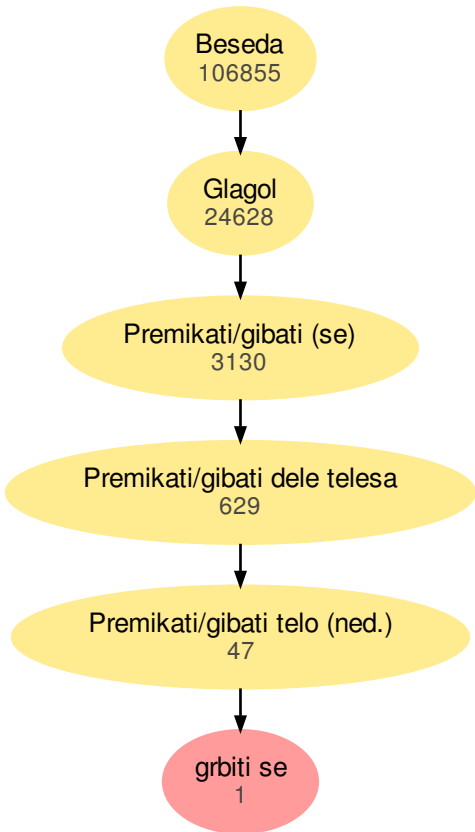 Beseda
106855
Glagol
24628
Premikati/gibati (se)
3130
Premikati/gibati dele telesa
629
Premikati/gibati telo (ned.)
47
grbiti se
1